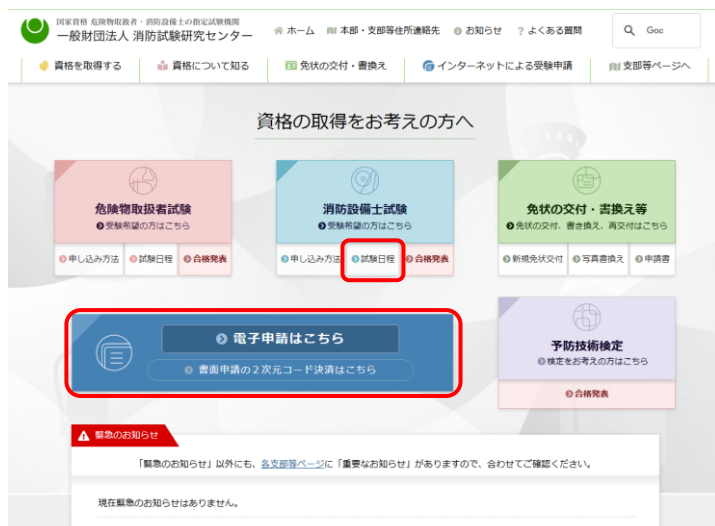 国家資格 危険物取扱者・消防設備士の指定試験機関
一般財団法人 消防試験研究センター
ホーム 本部・支部等住所連絡先 お知らせ ? よくある質問
Goc
資格を取得する 資格について知る 免状の交付・書換え インターネットによる受験申請 支部等ページへ
資格の取得をお考えの方へ
危険物取扱者試験
受験希望の方はこちら
申し込み方法 試験日程 合格発表
消防設備士試験
受験希望の方はこちら
申し込み方法 試験日程 合格発表
免状の交付・書換え等
免状の交付、書き換え、再交付はこちら
新規免状交付 写真書換え 申請書
電子申請はこちら
書面申請の2次元コード決済はこちら
予防技術検定
検定をお考えの方はこちら
合格発表
緊急のお知らせ
「緊急のお知らせ」以外にも、各支部等ページに「重要なお知らせ」がありますので、合わせてご確認ください。
現在緊急のお知らせはありません。